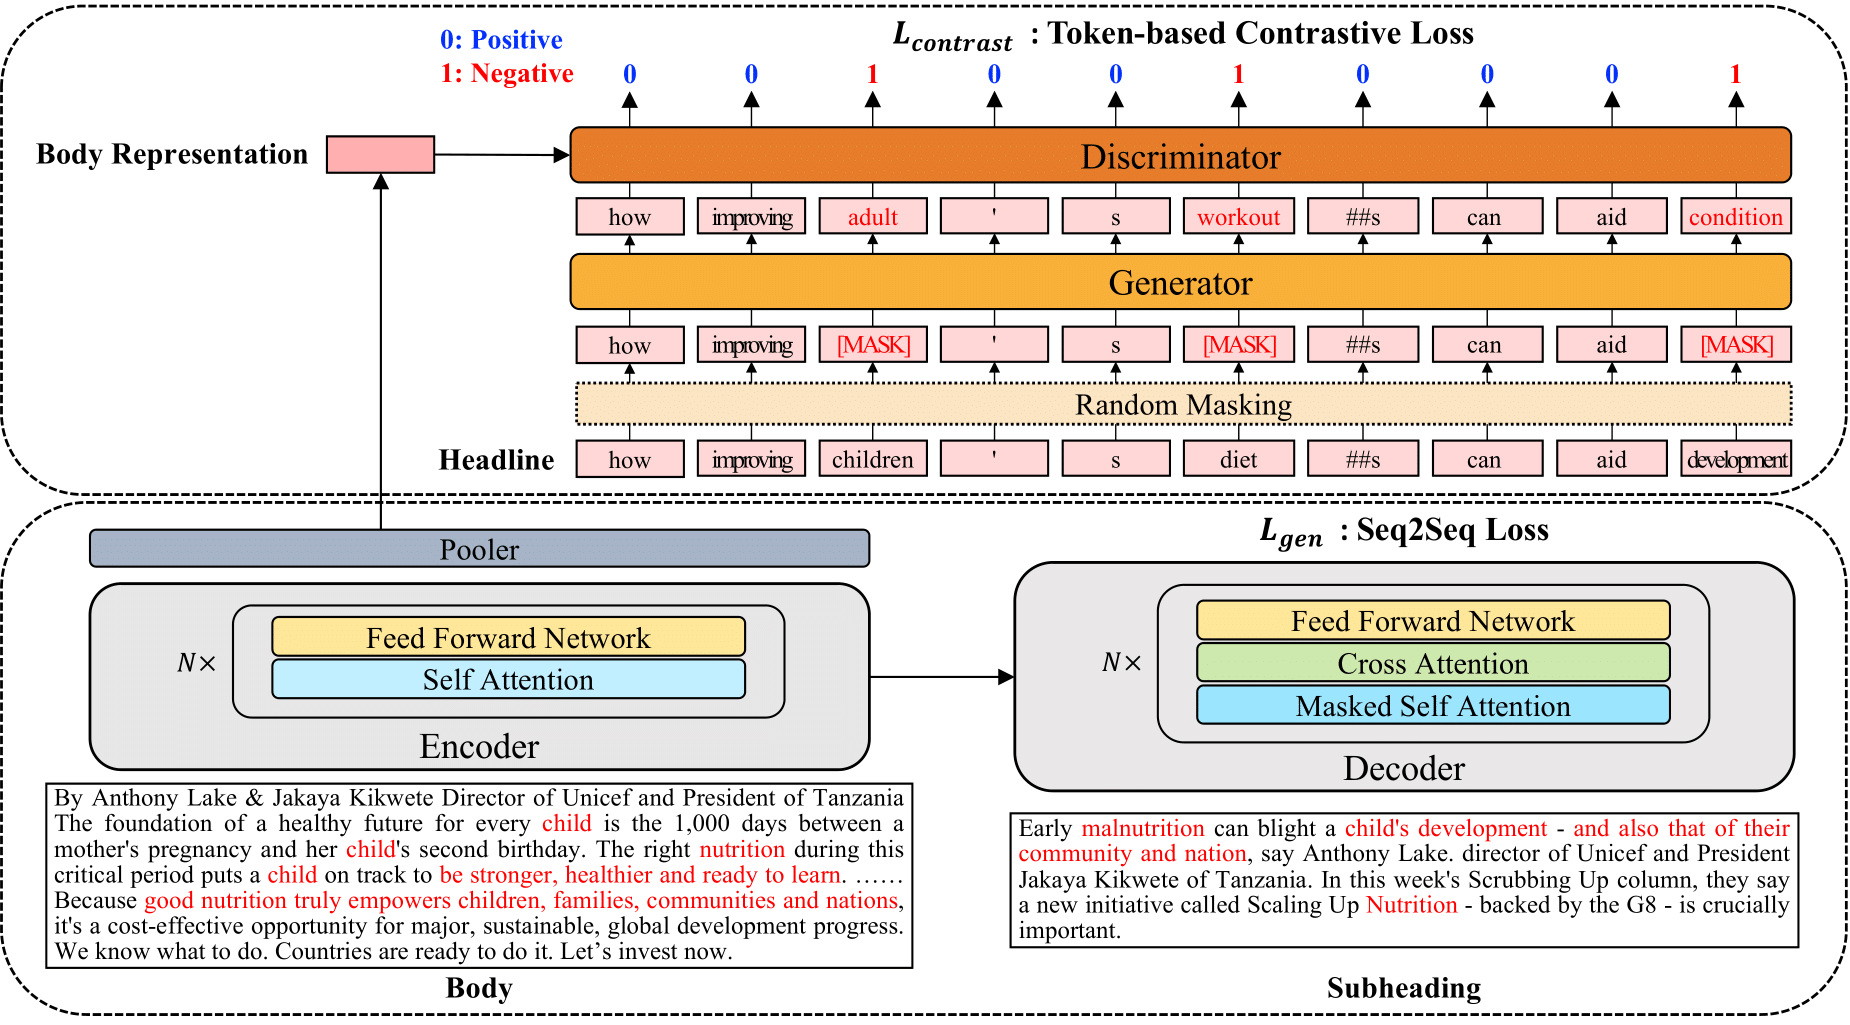 0: Positive
L_contrast : Token-based Contrastive Loss
1: Negative
0 0 1 0 0 1 0 0 0 1
Body Representation
Discriminator
how improving adult ' s workout ##s can aid condition
Generator
how improving [MASK] ' s [MASK] ##s can aid [MASK]
Random Masking
Headline how improving children ' s diet ##s can aid development
L_gen : Seq2Seq Loss
Pooler
Feed Forward Network
N×
Self Attention
Encoder
Feed Forward Network
N×
Cross Attention
Masked Self Attention
Decoder
By Anthony Lake & Jakaya Kikwete Director of Unicef and President of Tanzania
The foundation of a healthy future for every child is the 1,000 days between a
mother's pregnancy and her child's second birthday. The right nutrition during this
critical period puts a child on track to be stronger, healthier and ready to learn. ……
Because good nutrition truly empowers children, families, communities and nations,
it's a cost-effective opportunity for major, sustainable, global development progress.
We know what to do. Countries are ready to do it. Let’s invest now.
Body
Early malnutrition can blight a child's development - and also that of their
community and nation, say Anthony Lake. director of Unicef and President
Jakaya Kikwete of Tanzania. In this week's Scrubbing Up column, they say
a new initiative called Scaling Up Nutrition - backed by the G8 - is crucially
important.
Subheading